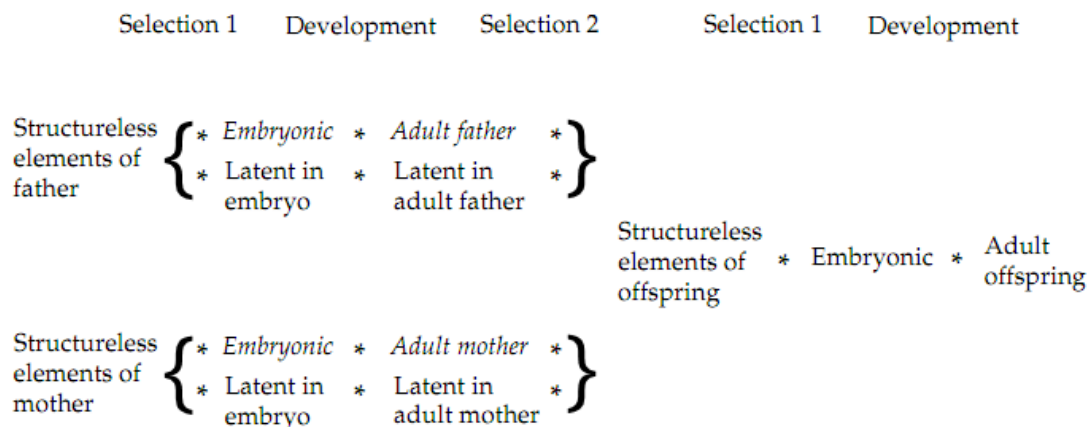 Selection 1 Development Selection 2 Selection 1 Development
Structureless { * Embryonic * Adult father * }
elements of * Latent in * Latent in *
father embryo adult father
Structureless
elements of * Embryonic * Adult
offspring offspring
Structureless { * Embryonic * Adult mother * }
elements of * Latent in * Latent in *
mother embryo adult mother